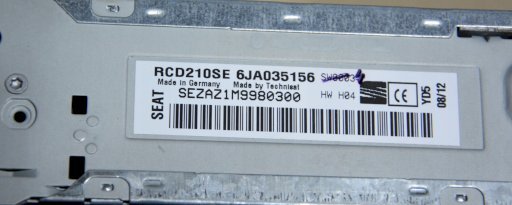 RCD210SE 6JA035156
Made in Germany Made by Technisat
SEAT
SEZAZ1M9980300
HW H04
CE
YD5
08/12